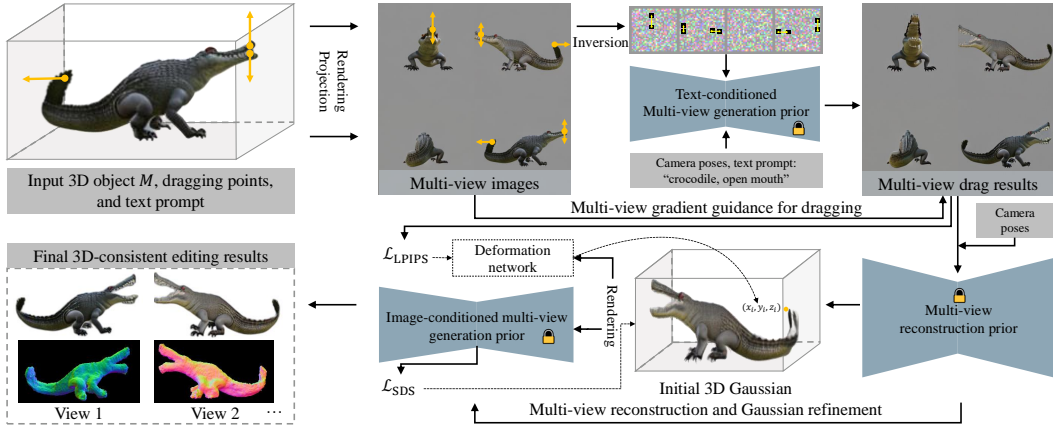 Input 3D object M, dragging points,
and text prompt
Rendering
Projection
Multi-view images
Inversion
Text-conditioned
Multi-view generation prior
Camera poses, text prompt:
“crocodile, open mouth”
Multi-view drag results
Multi-view gradient guidance for dragging
Camera
poses
Final 3D-consistent editing results
View 1
View 2
...
ℒLPIPS
Deformation
network
Rendering
Image-conditioned multi-view
generation prior
ℒSDS
(xi, yi, zi)
Initial 3D Gaussian
Multi-view
reconstruction prior
Multi-view reconstruction and Gaussian refinement